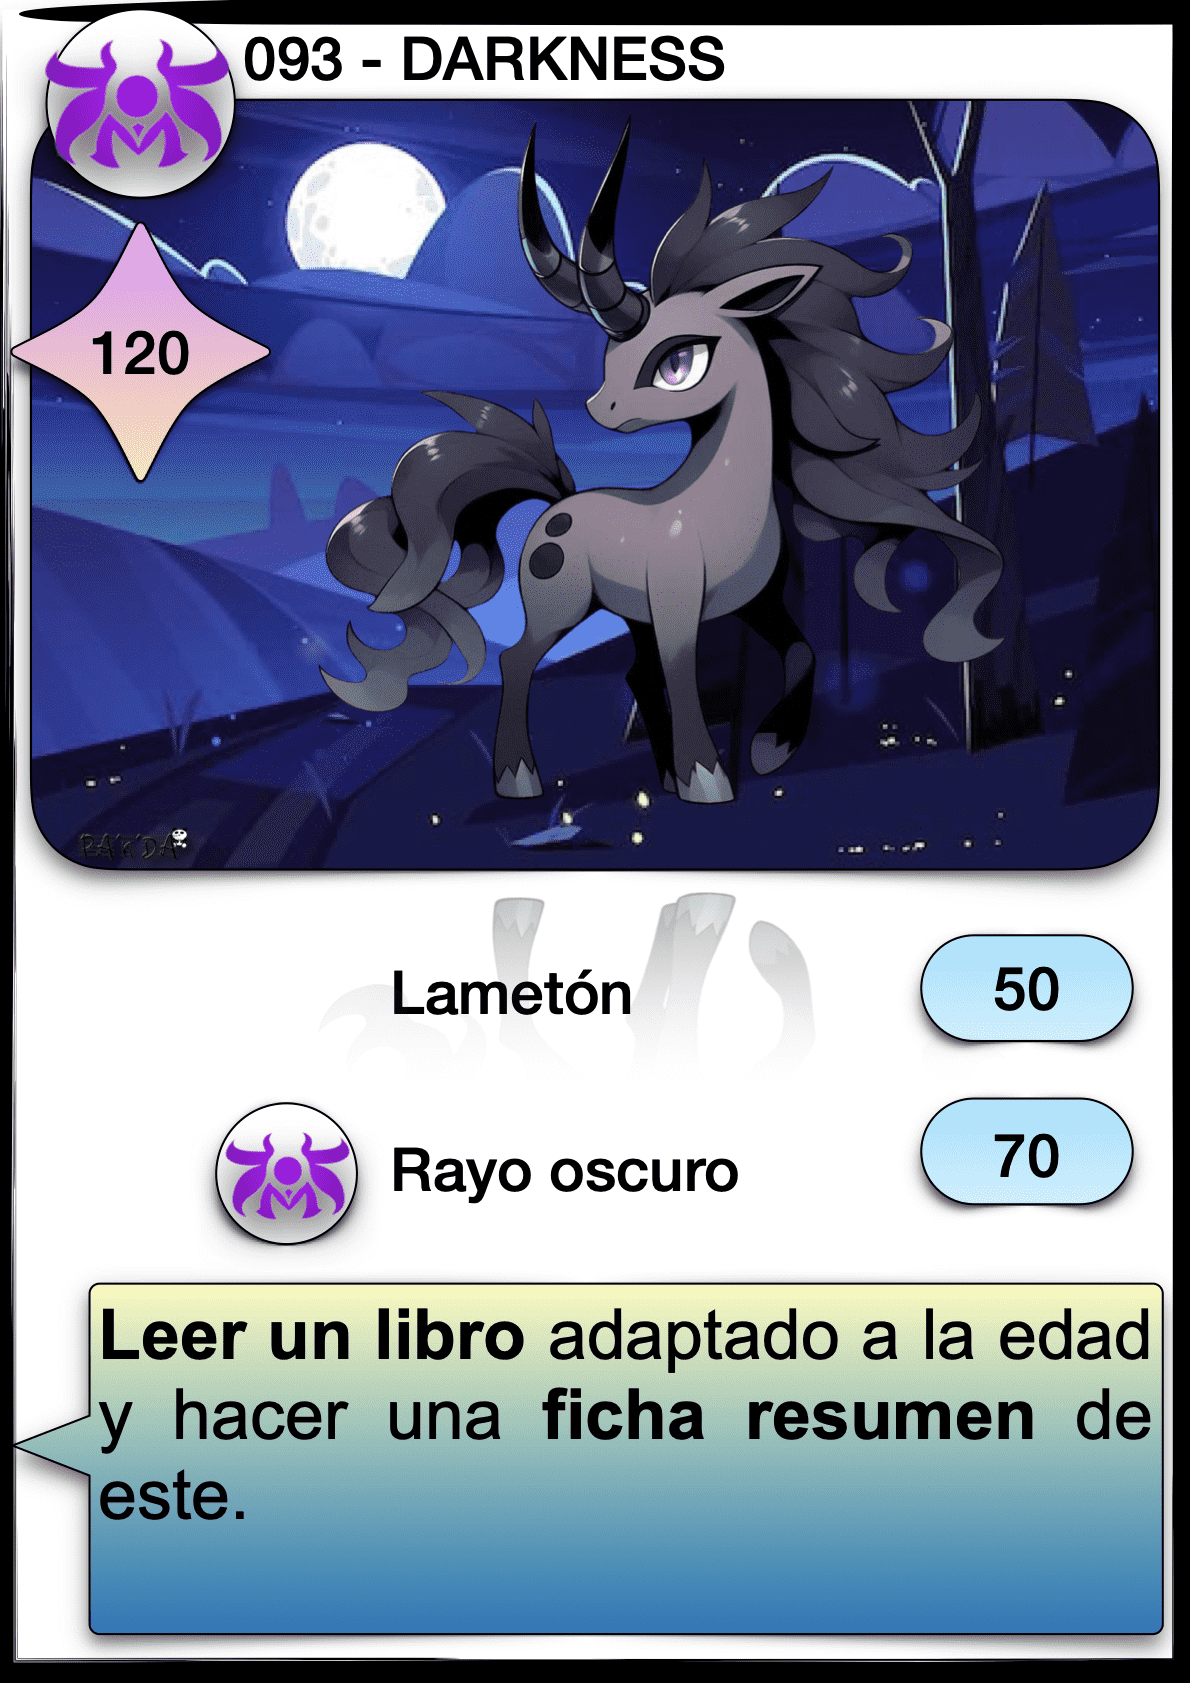 093 - DARKNESS
120
Lametón
50
Rayo oscuro
70
Leer un libro adaptado a la edad
y hacer una ficha resumen de
este.